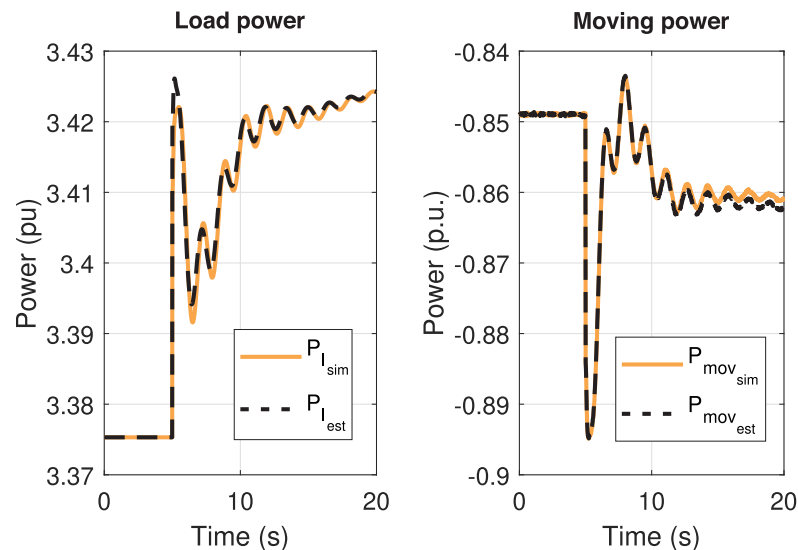 Load power
3.43
3.42
3.41
3.4
3.39
3.38
3.37
0
10
20
Time (s)
Power (pu)
P_l_sim
P_l_est
Moving power
-0.84
-0.85
-0.86
-0.87
-0.88
-0.89
-0.9
0
10
20
Time (s)
Power (p.u.)
P_mov_sim
P_mov_est